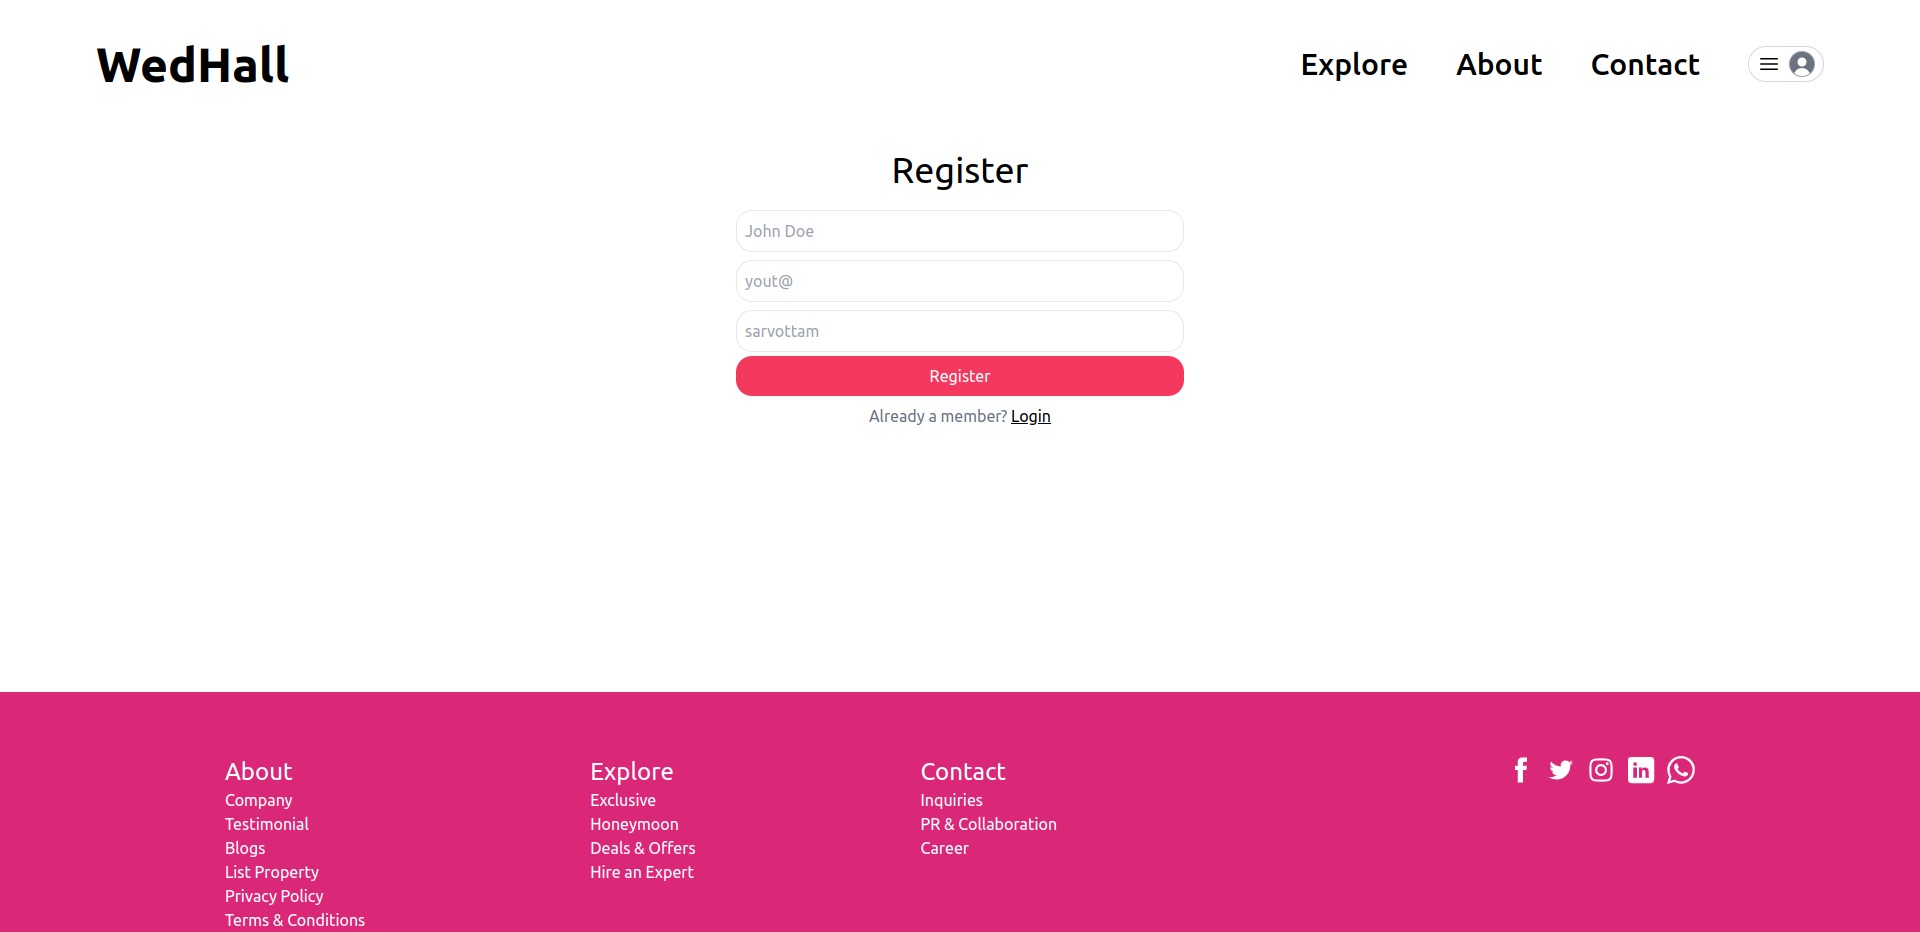 WedHall
Explore About Contact
Register
John Doe
yout@
sarvottam
Register
Already a member? Login
About
Company
Testimonial
Blogs
List Property
Privacy Policy
Terms & Conditions
Explore
Exclusive
Honeymoon
Deals & Offers
Hire an Expert
Contact
Inquiries
PR & Collaboration
Career